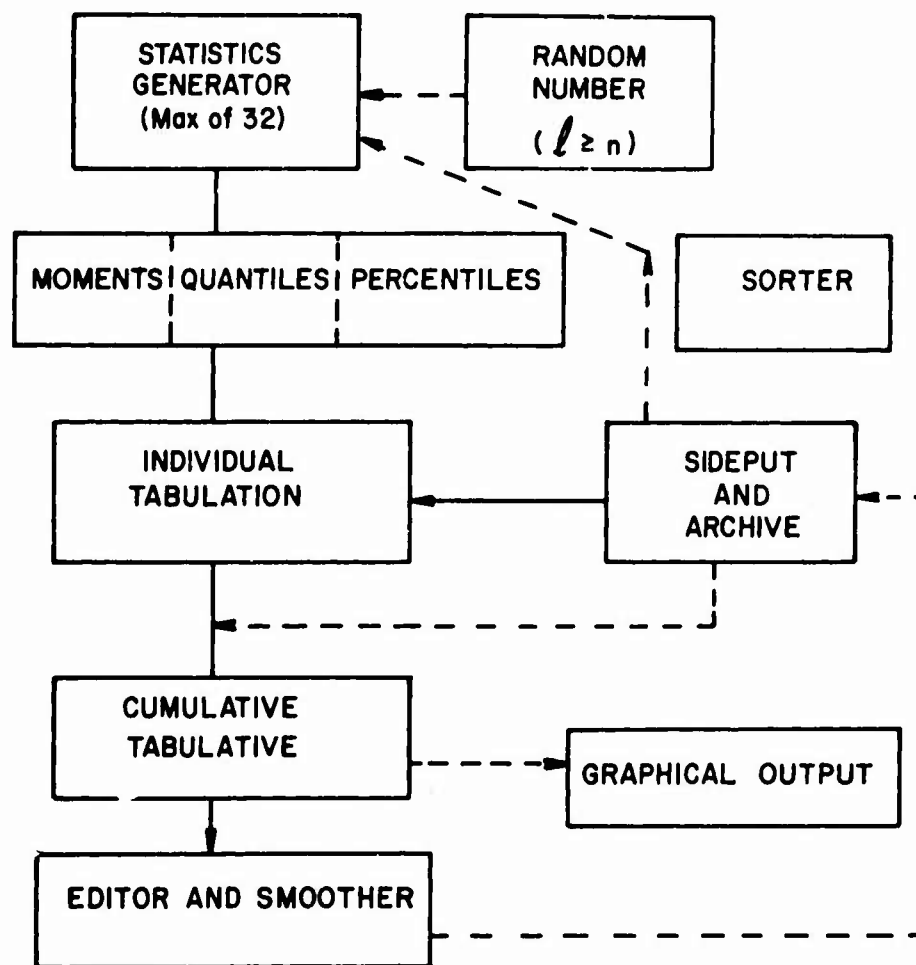 STATISTICS
GENERATOR
(Max of 32)
RANDOM
NUMBER
(ℓ ≥ n)
MOMENTS QUANTILES PERCENTILES
SORTER
INDIVIDUAL
TABULATION
SIDEPUT
AND
ARCHIVE
CUMULATIVE
TABULATIVE
GRAPHICAL OUTPUT
EDITOR AND SMOOTHER